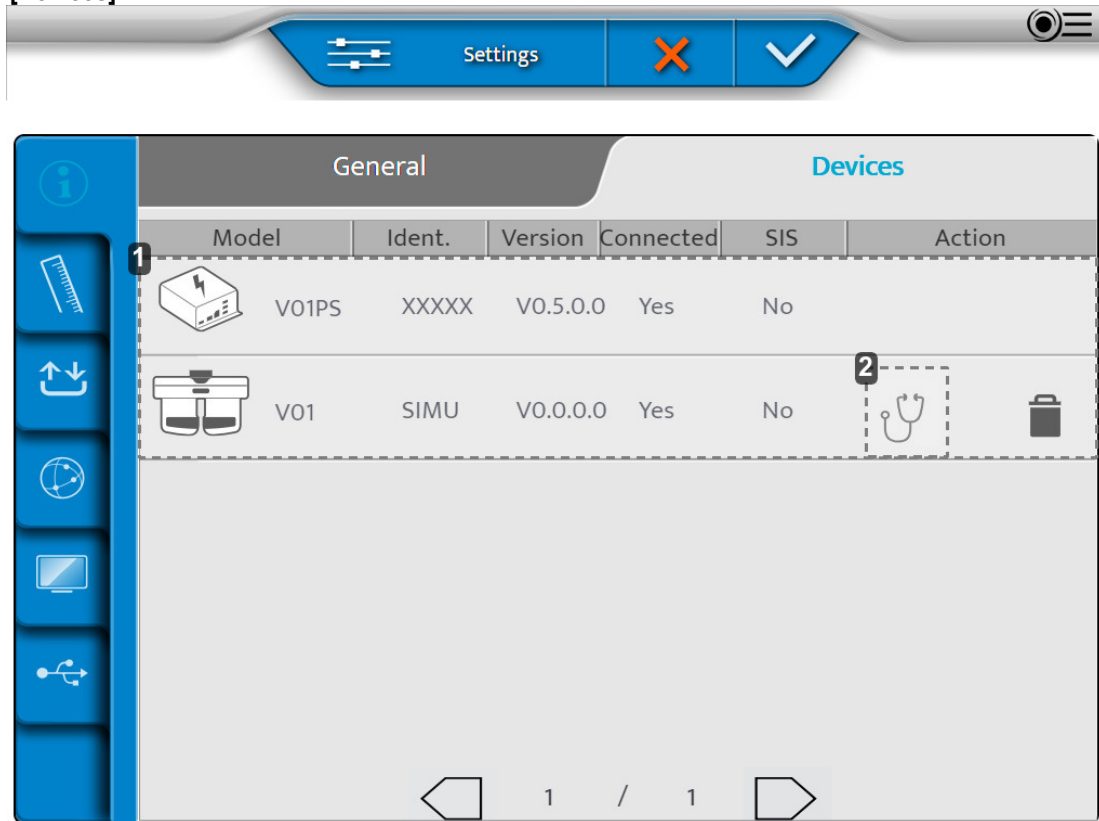 Settings
General Devices
Model Ident. Version Connected SIS Action
1
V01PS XXXXX V0.5.0.0 Yes No
2
V01 SIMU V0.0.0.0 Yes No
1 / 1